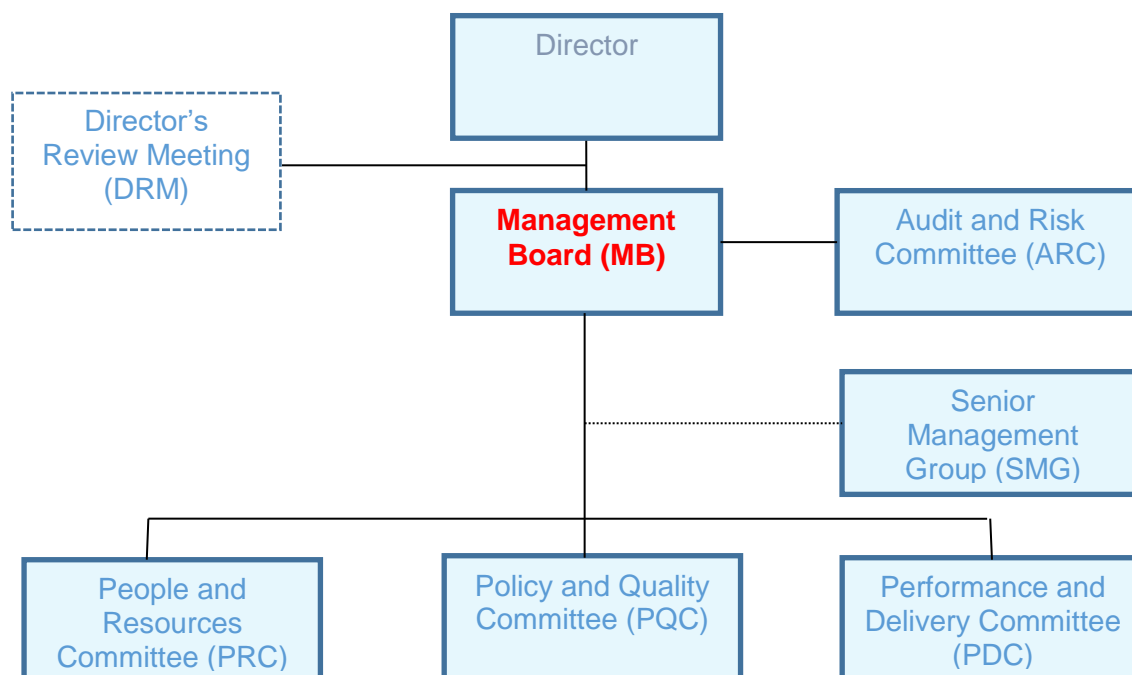 Director
Director’s
Review Meeting
(DRM)
Management
Board (MB)
Audit and Risk
Committee (ARC)
Senior
Management
Group (SMG)
People and
Resources
Committee (PRC)
Policy and Quality
Committee (PQC)
Performance and
Delivery Committee
(PDC)